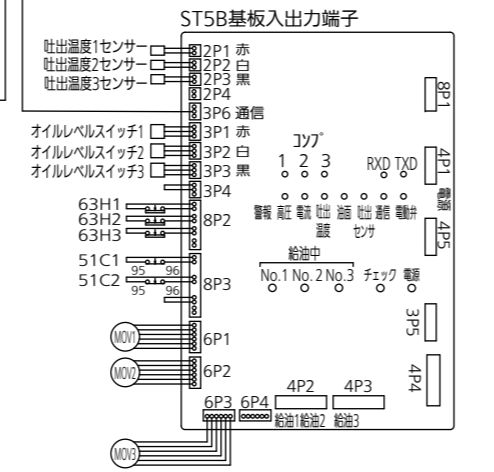 ST5B基板入出力端子
吐出温度1センサー 2P1 赤
吐出温度2センサー 2P2 白
吐出温度3センサー 2P3 黒
2P4
3P6 通信
オイルレベルスイッチ1 3P1 赤
オイルレベルスイッチ2 3P2 白
オイルレベルスイッチ3 3P3 黒
3P4
63H1
63H2
63H3
8P2
51C1
95 96
51C2
95 96
8P3
MOV1 6P1
MOV2 6P2
MOV3
6P3 6P4
コンプ
1 2 3
RXD TXD
警報 高圧 電流 吐出温度 油面 吐出センサ 通信 電動弁
給油中
No.1 No.2 No.3 チェック 電源
4P2 4P3
給油1給油2 給油3
8P1
4P1
電源
4P5
3P5
4P4